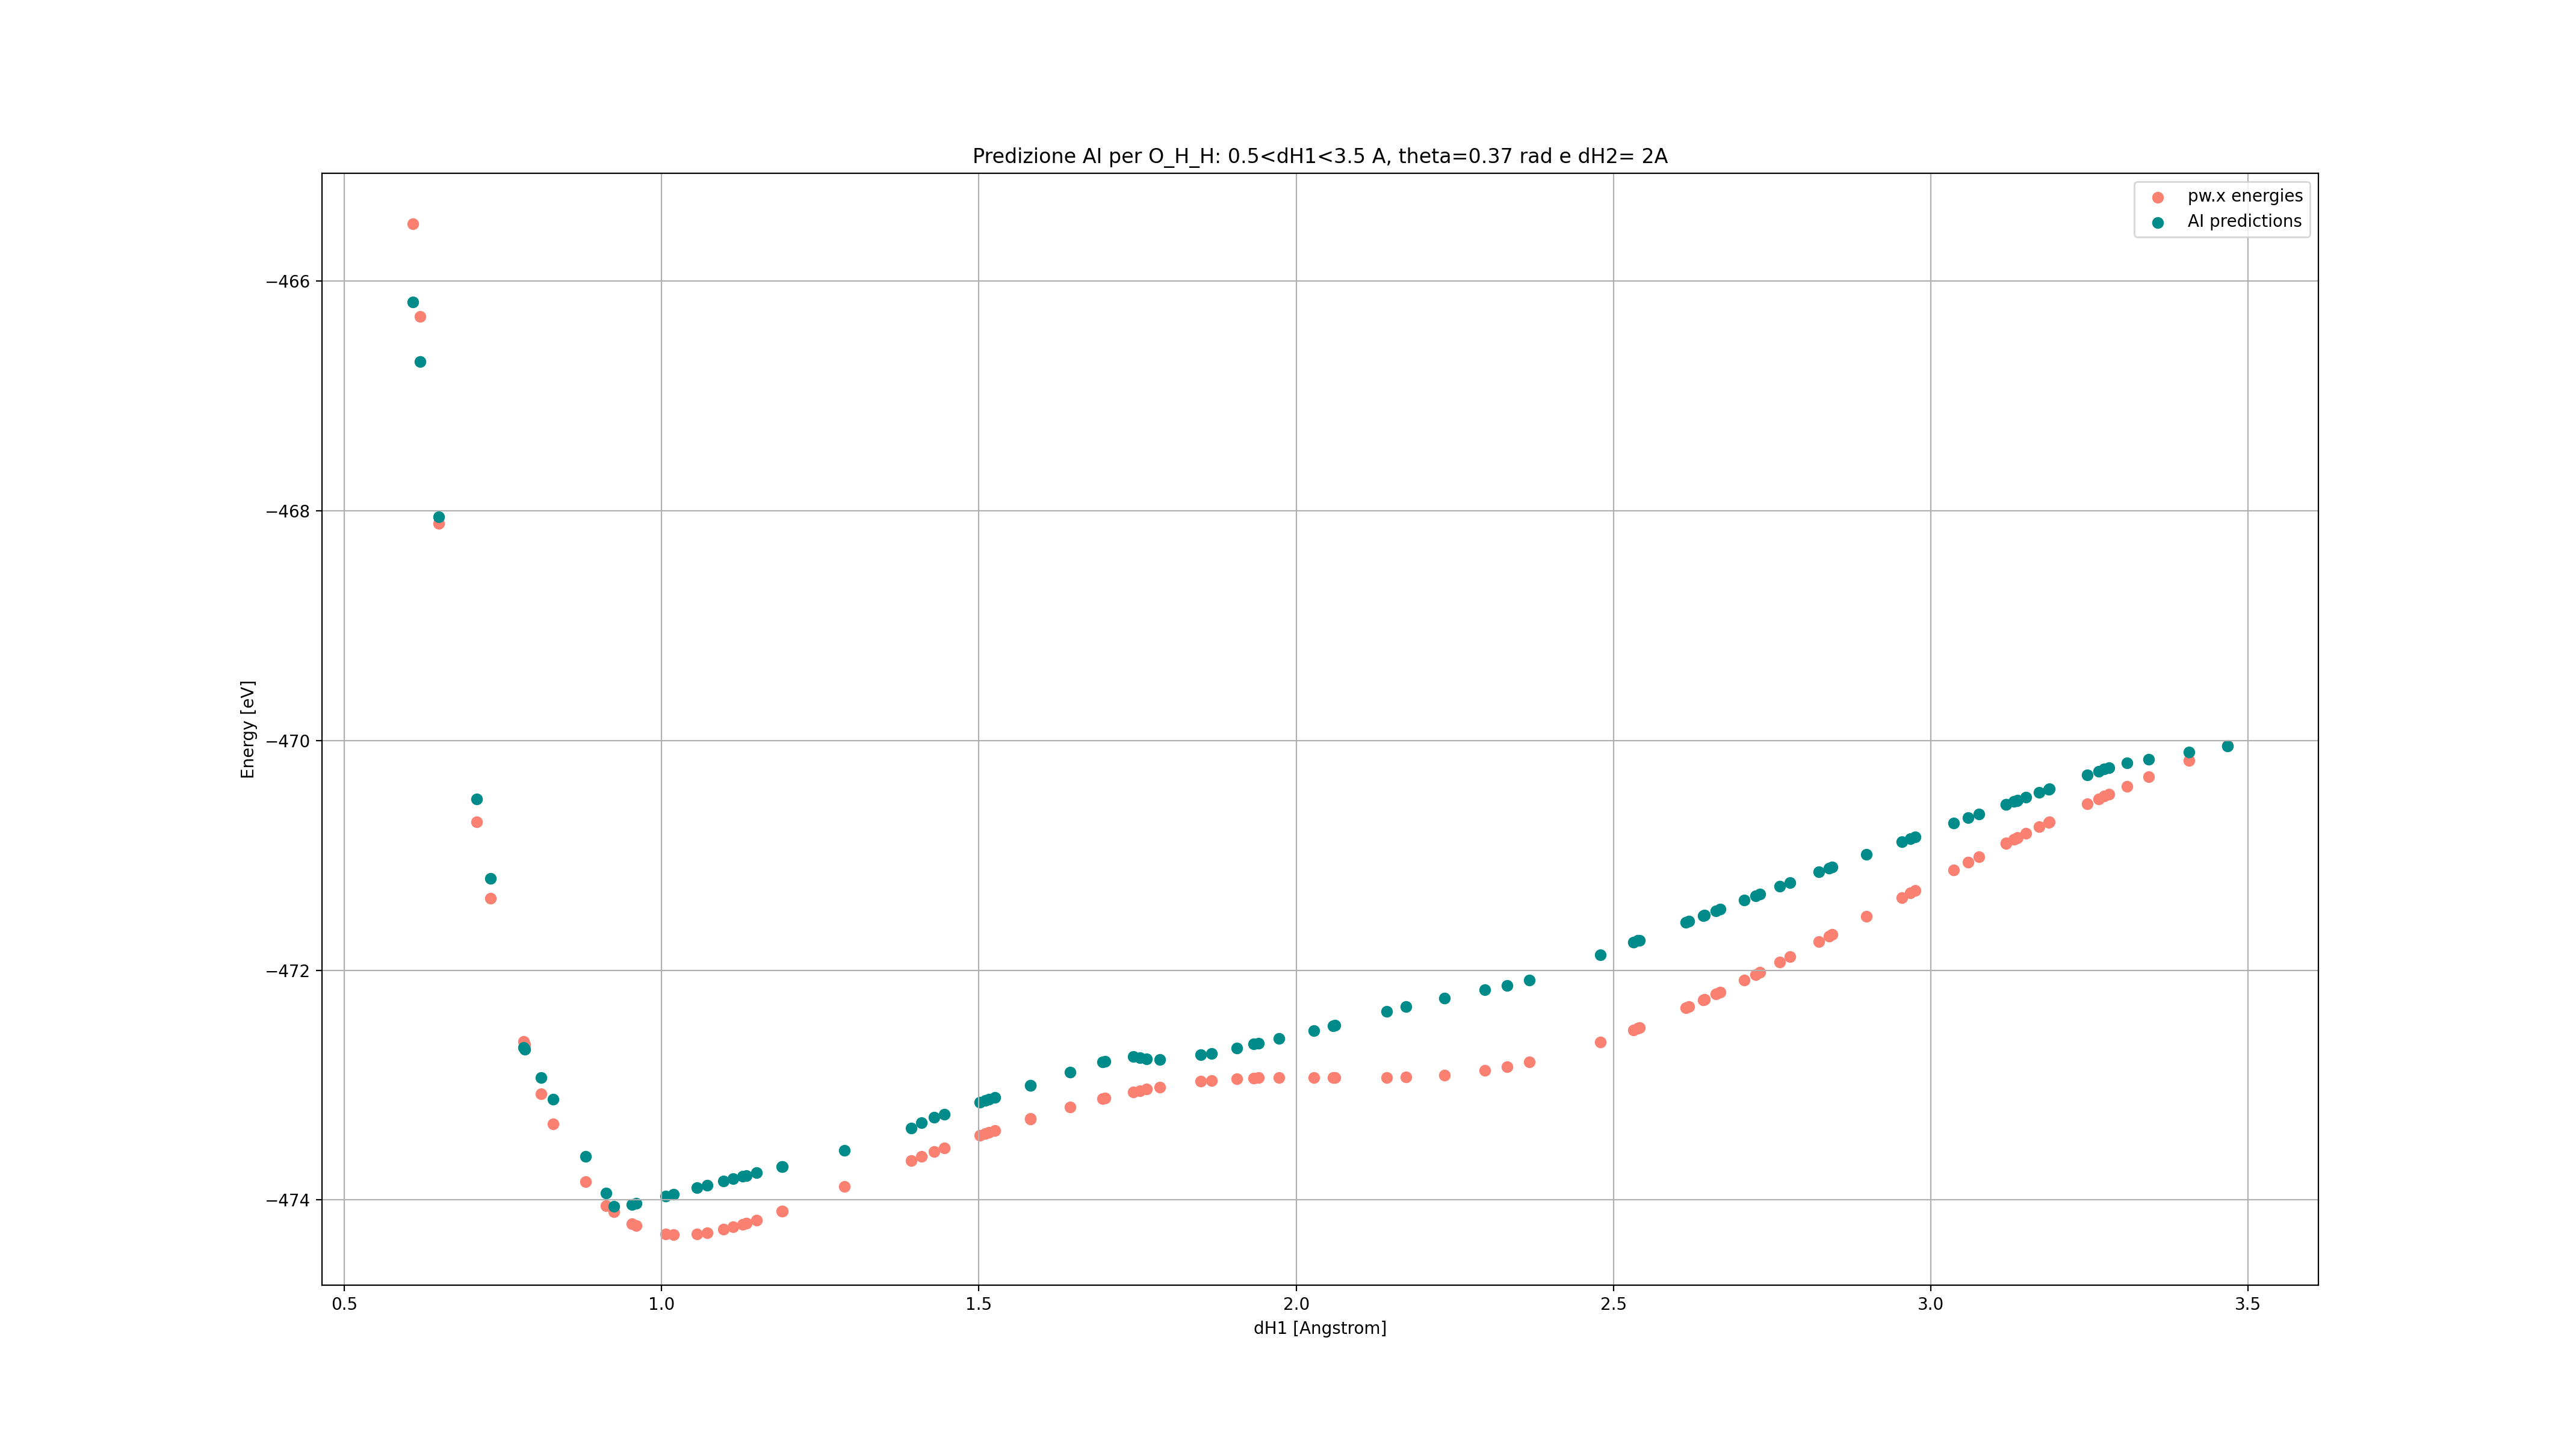 Predizione AI per O_H_H: 0.5<dH1<3.5 A, theta=0.37 rad e dH2= 2A
pw.x energies
AI predictions
−466
−468
−470
−472
−474
Energy [eV]
0.5 1.0 1.5 2.0 2.5 3.0 3.5
dH1 [Angstrom]